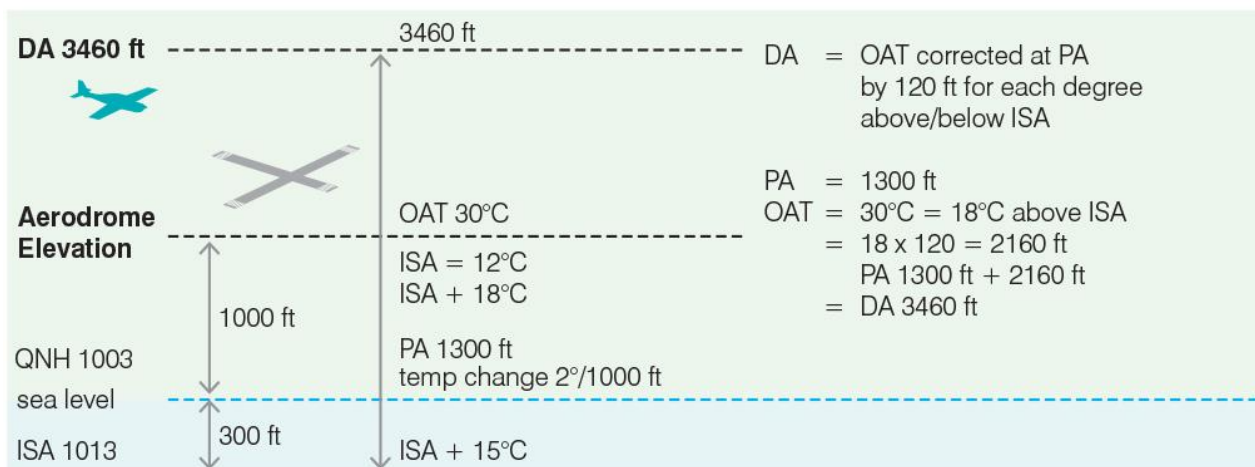 DA 3460 ft
3460 ft
DA = OAT corrected at PA
by 120 ft for each degree
above/below ISA
PA = 1300 ft
OAT = 30°C = 18°C above ISA
= 18 x 120 = 2160 ft
PA 1300 ft + 2160 ft
= DA 3460 ft
Aerodrome
Elevation
OAT 30°C
ISA = 12°C
ISA + 18°C
1000 ft
PA 1300 ft
temp change 2°/1000 ft
QNH 1003
sea level
300 ft
ISA 1013
ISA + 15°C